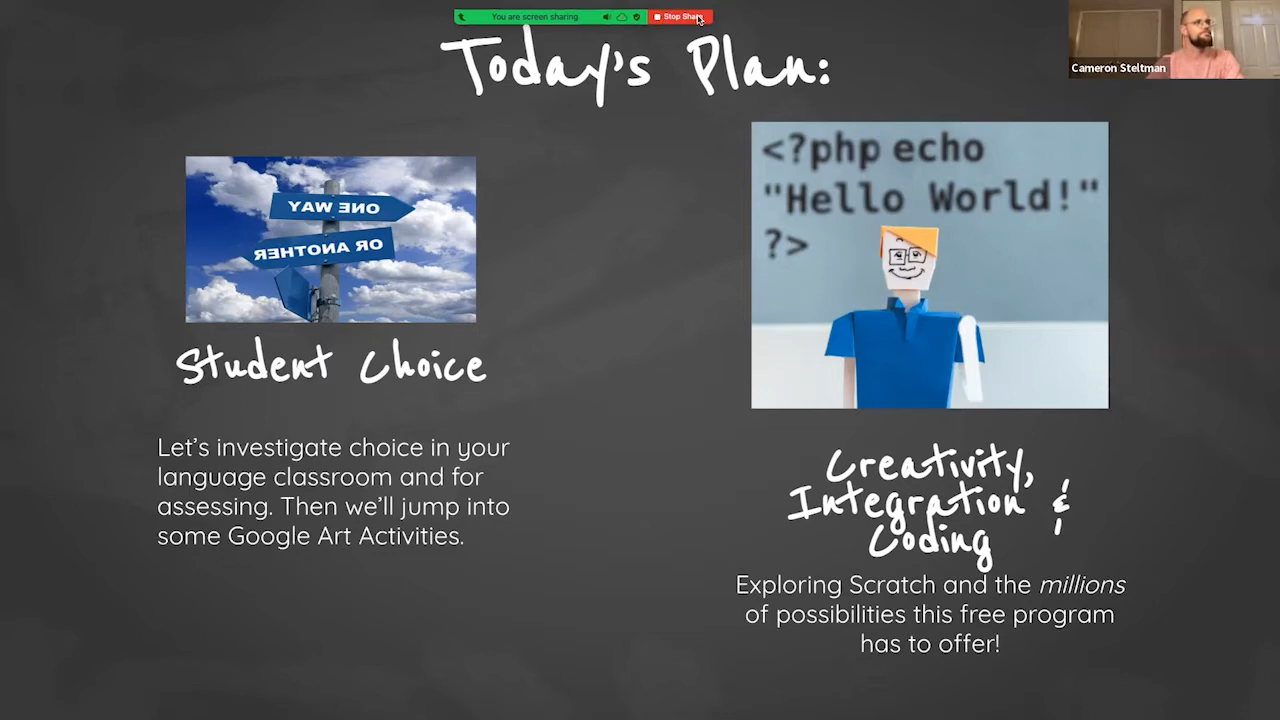 You are screen sharing
Stop Share
Cameron Steltman
Today's Plan:
ONE WAY
OR ANOTHER
<?php echo
"Hello World!"
?>
Student Choice
Let's investigate choice in your
language classroom and for
assessing. Then we'll jump into
some Google Art Activities.
Creativity,
Integration &
Coding
Exploring Scratch and the millions
of possibilities this free program
has to offer!